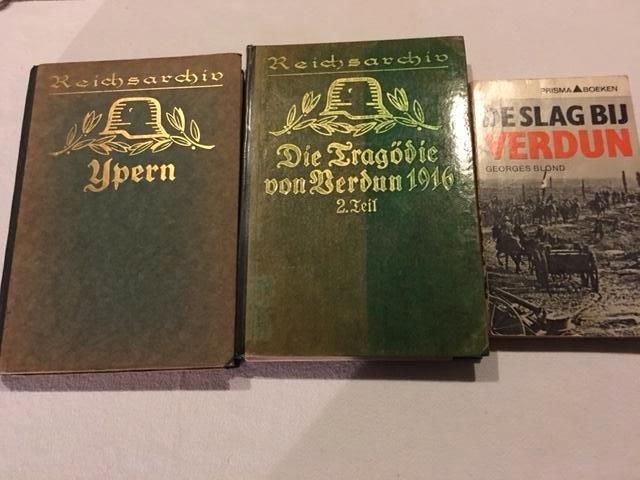 Reichsarchiv
Ypern
Reichsarchiv
Die Tragödie
von Verdun 1916
2. Teil
PRISMA BOEKEN
DE SLAG BIJ
VERDUN
GEORGES BLOND